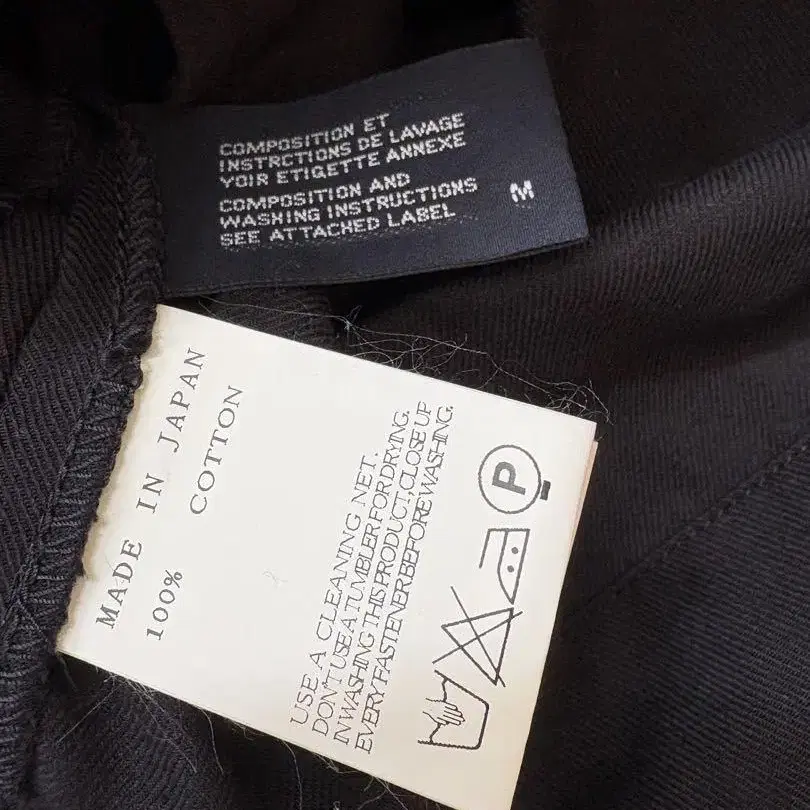 COMPOSITION ET
INSTRCTIONS DE LAVAGE
VOIR ETIQETTE ANNEXE
COMPOSITION AND
WASHING INSTRUCTIONS
SEE ATTACHED LABEL
M
MADE IN JAPAN
100% COTTON
USE A CLEANING NET.
DON'T USE A TUMBLER FOR DRYING.
IN WASHING THIS PRODUCT, CLOSE UP
EVERY FASTENER BEFORE WASHING.
P